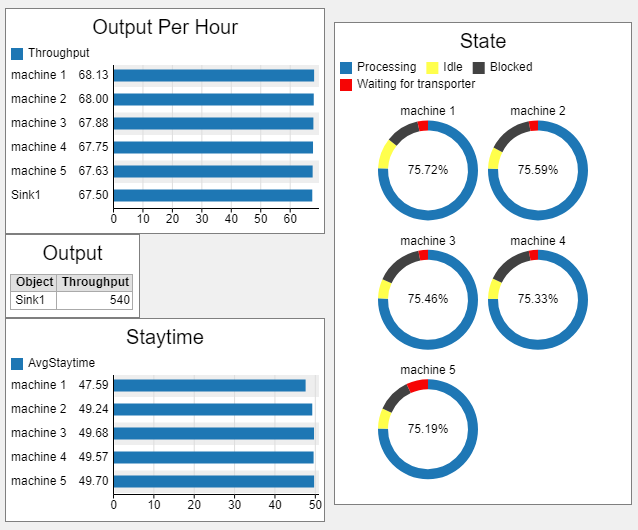 Output Per Hour
Throughput
machine 1 68.13
machine 2 68.00
machine 3 67.88
machine 4 67.75
machine 5 67.63
Sink1 67.50
0 10 20 30 40 50 60
Output
Object Throughput
Sink1 540
Staytime
AvgStaytime
machine 1 47.59
machine 2 49.24
machine 3 49.68
machine 4 49.57
machine 5 49.70
0 10 20 30 40 50
State
Processing Idle Blocked
Waiting for transporter
machine 1 machine 2
75.72% 75.59%
machine 3 machine 4
75.46% 75.33%
machine 5
75.19%